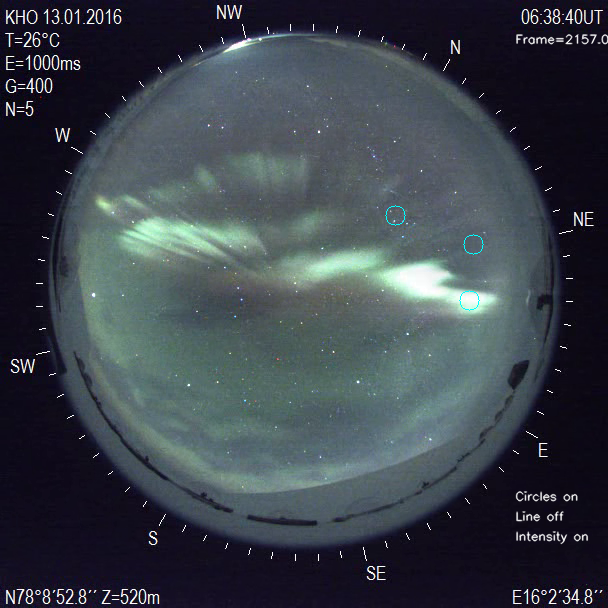 KHO 13.01.2016
T=26°C
E=1000ms
G=400
N=5
NW
06:38:40UT
Frame=2157.0
N
W
NE
SW
E
S
SE
Circles on
Line off
Intensity on
N78°8´52.8´´ Z=520m
E16°2´34.8´´